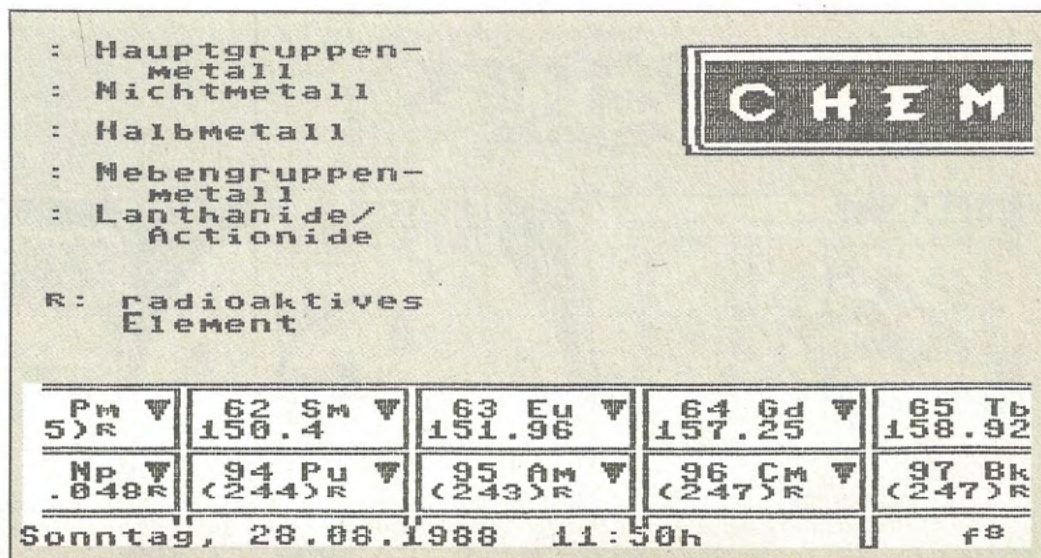 : Hauptgruppen-
metall
: Nichtmetall
: Halbmetall
: Nebengruppen-
metall
: Lanthanide/
Actionide
R: radioaktives
Element
CHEM
Pm ▼ 62 Sm ▼ 63 Eu ▼ 64 Gd ▼ 65 Tb
5)R 150.4 151.96 157.25 158.92
Np ▼ 94 Pu ▼ 95 Am ▼ 96 Cm ▼ 97 Bk
.048R (244)R (243)R (247)R (247)R
Sonntag, 28.08.1988 11:50h f8